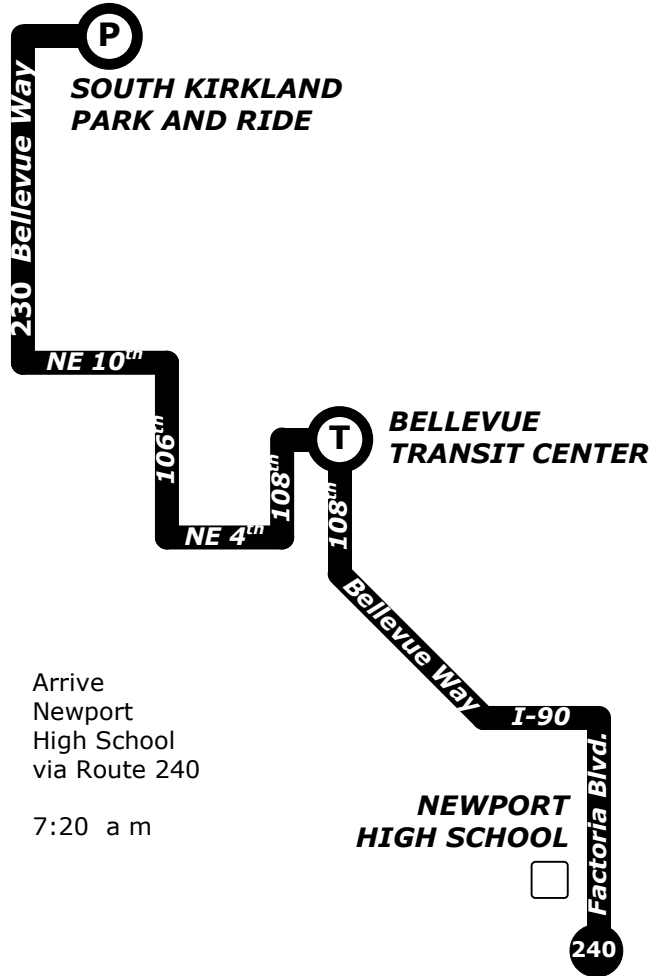 P
SOUTH KIRKLAND
PARK AND RIDE
230 Bellevue Way
NE 10th
106th
NE 4th
108th
T
BELLEVUE
TRANSIT CENTER
108th
Bellevue Way
I-90
Factoria Blvd.
Arrive
Newport
High School
via Route 240
7:20 a m
NEWPORT
HIGH SCHOOL
240